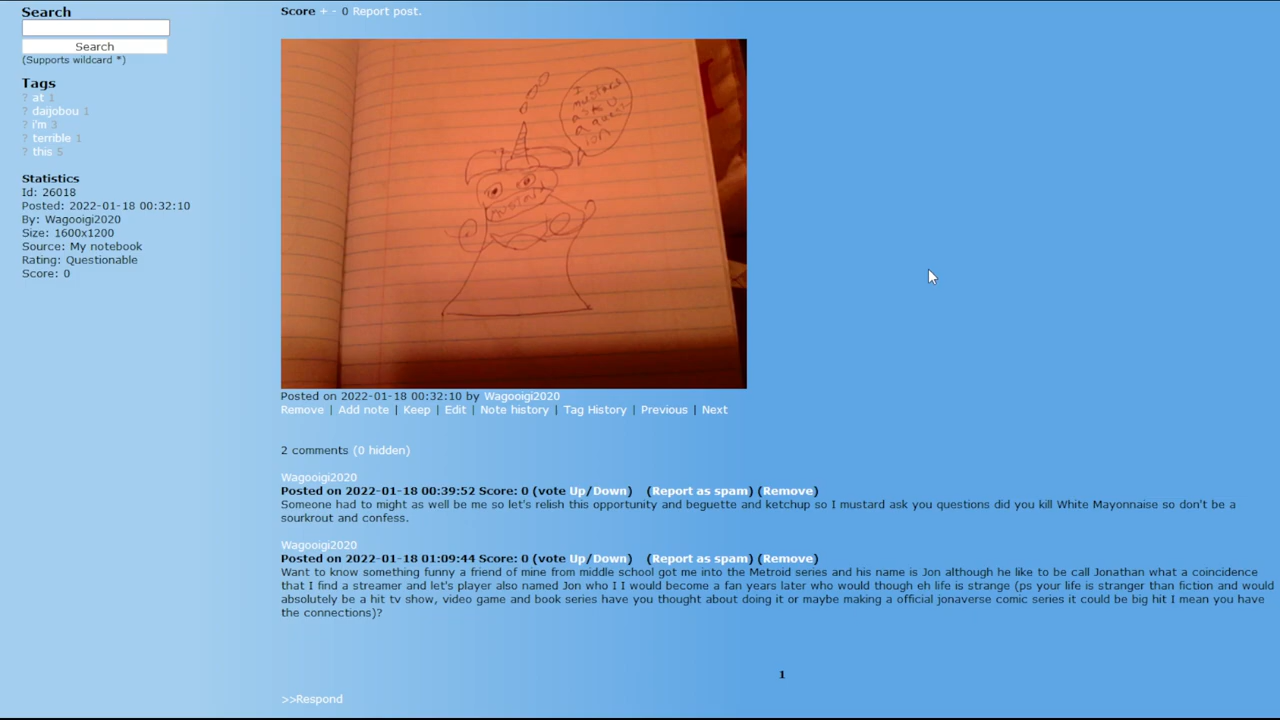 Search
Search
(Supports wildcard *)
Tags
? at 1
? daijobou 1
? i'm 3
? terrible 1
? this 5
Statistics
Id: 26018
Posted: 2022-01-18 00:32:10
By: Wagooigi2020
Size: 1600x1200
Source: My notebook
Rating: Questionable
Score: 0
Score + - 0 Report post.
I
mustard
ask U
a quest
ion
MUSTARD
Posted on 2022-01-18 00:32:10 by Wagooigi2020
Remove | Add note | Keep | Edit | Note history | Tag History | Previous | Next
2 comments (0 hidden)
Wagooigi2020
Posted on 2022-01-18 00:39:52 Score: 0 (vote Up/Down) (Report as spam) (Remove)
Someone had to might as well be me so let's relish this opportunity and beguette and ketchup so I mustard ask you questions did you kill White Mayonnaise so don't be a
sourkrout and confess.
Wagooigi2020
Posted on 2022-01-18 01:09:44 Score: 0 (vote Up/Down) (Report as spam) (Remove)
Want to know something funny a friend of mine from middle school got me into the Metroid series and his name is Jon although he like to be call Jonathan what a coincidence
that I find a streamer and let's player also named Jon who I I would become a fan years later who would though eh life is strange (ps your life is stranger than fiction and would
absolutely be a hit tv show, video game and book series have you thought about doing it or maybe making a official jonaverse comic series it could be big hit I mean you have
the connections)?
1
>>Respond